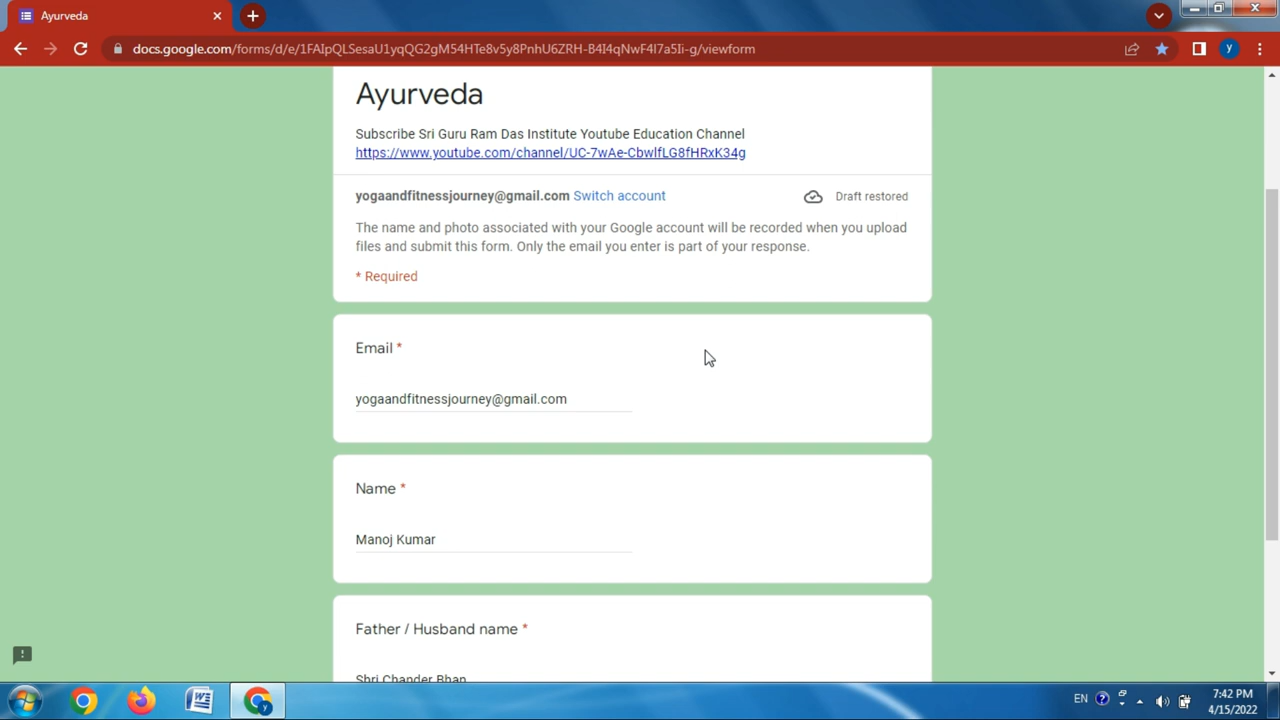 Ayurveda
docs.google.com/forms/d/e/1FAIpQLSesaU1yqQG2gM54HTe8v5y8PnhU6ZRH-B4I4qNwF4l7a5Ii-g/viewform
y
Ayurveda
Subscribe Sri Guru Ram Das Institute Youtube Education Channel
https://www.youtube.com/channel/UC-7wAe-CbwlfLG8fHRxK34g
yogaandfitnessjourney@gmail.com Switch account
Draft restored
The name and photo associated with your Google account will be recorded when you upload
files and submit this form. Only the email you enter is part of your response.
* Required
Email *
yogaandfitnessjourney@gmail.com
Name *
Manoj Kumar
Father / Husband name *
Shri Chander Bhan
EN
7:42 PM
4/15/2022